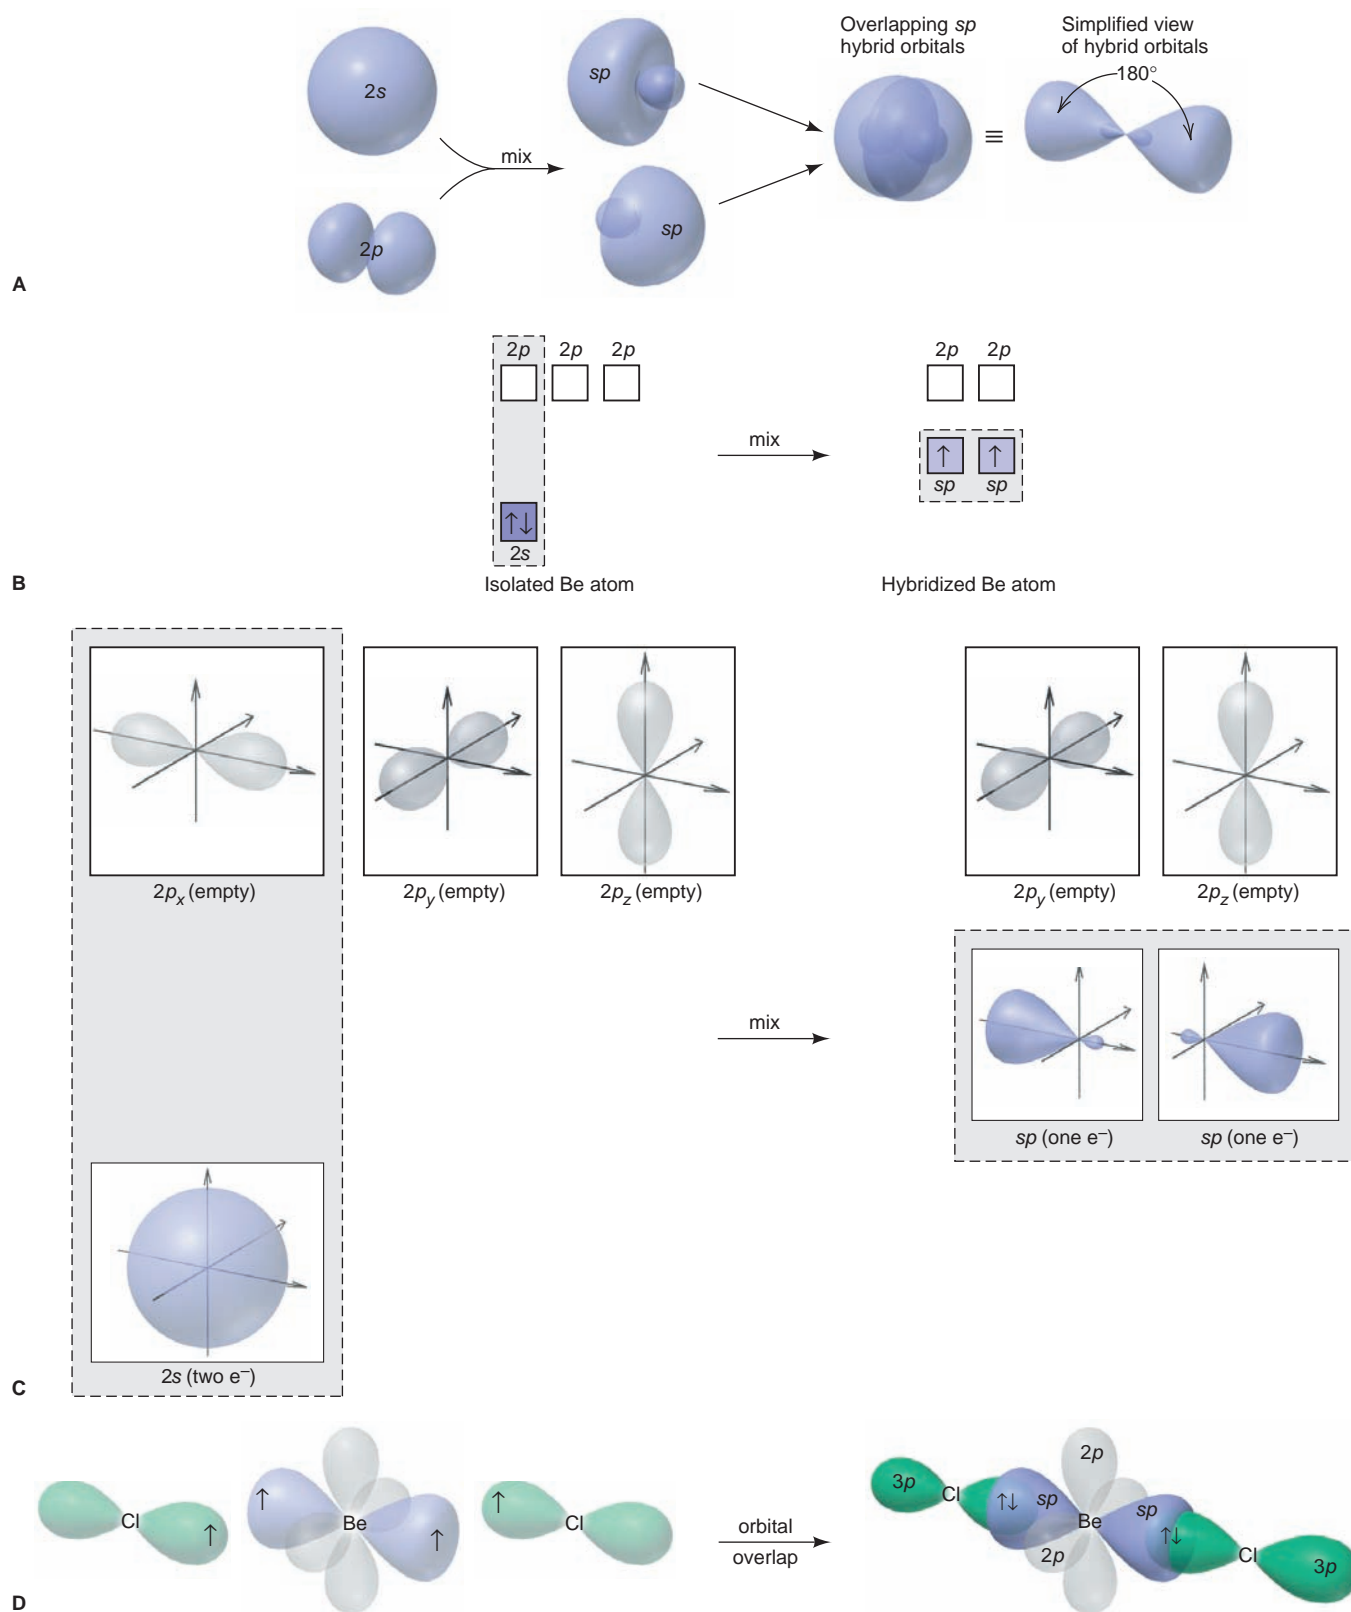 Overlapping sp
hybrid orbitals
Simplified view
of hybrid orbitals
180°
2s
sp
mix
≡
2p
sp
A
2p 2p 2p
2p 2p
mix
↑ ↑
sp sp
↑↓
2s
B
Isolated Be atom
Hybridized Be atom
2px (empty)
2py (empty)
2pz (empty)
2py (empty)
2pz (empty)
mix
sp (one e–)
sp (one e–)
2s (two e–)
C
Cl ↑
↑ Be ↑
↑ Cl
orbital
overlap
3p
Cl
↑↓
sp
2p
Be
2p
sp
↑↓
Cl
3p
D